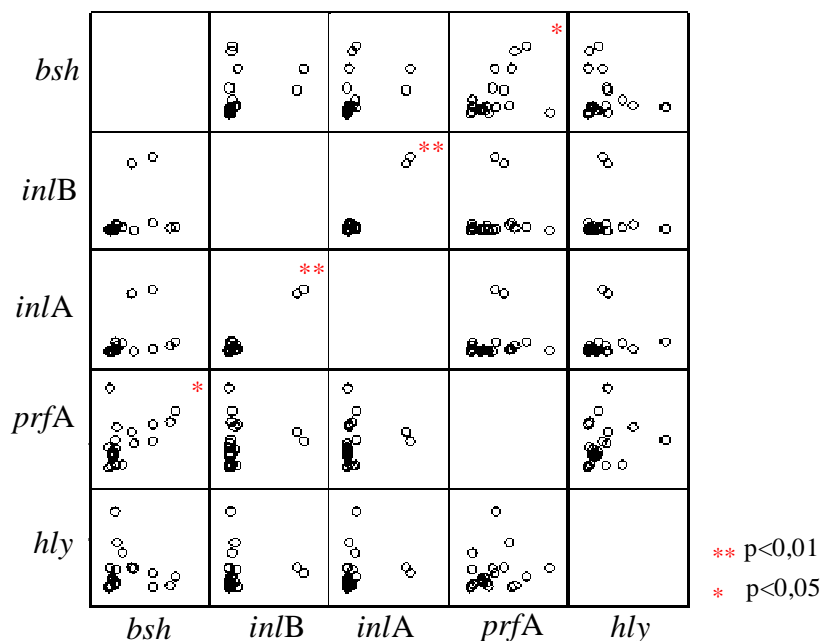 *
bsh
**
inlB
**
inlA
*
prfA
hly
** p<0,01
* p<0,05
bsh inlB inlA prfA hly